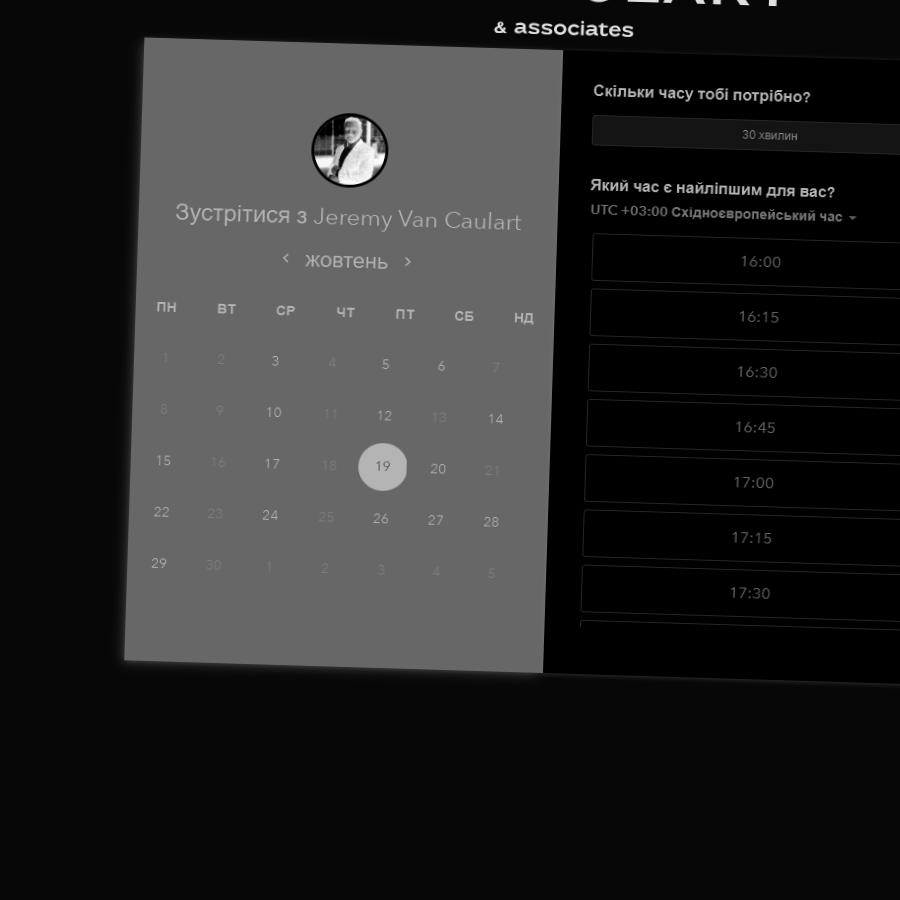 & associates
Зустрітися з Jeremy Van Caulart
жовтень
ПН ВТ СР ЧТ ПТ СБ НД
1 2 3 4 5 6 7
8 9 10 11 12 13 14
15 16 17 18 19 20 21
22 23 24 25 26 27 28
29 30 1 2 3 4 5
Скільки часу тобі потрібно?
30 хвилин
Який час є найліпшим для вас?
UTC +03:00 Східноєвропейський час
16:00
16:15
16:30
16:45
17:00
17:15
17:30